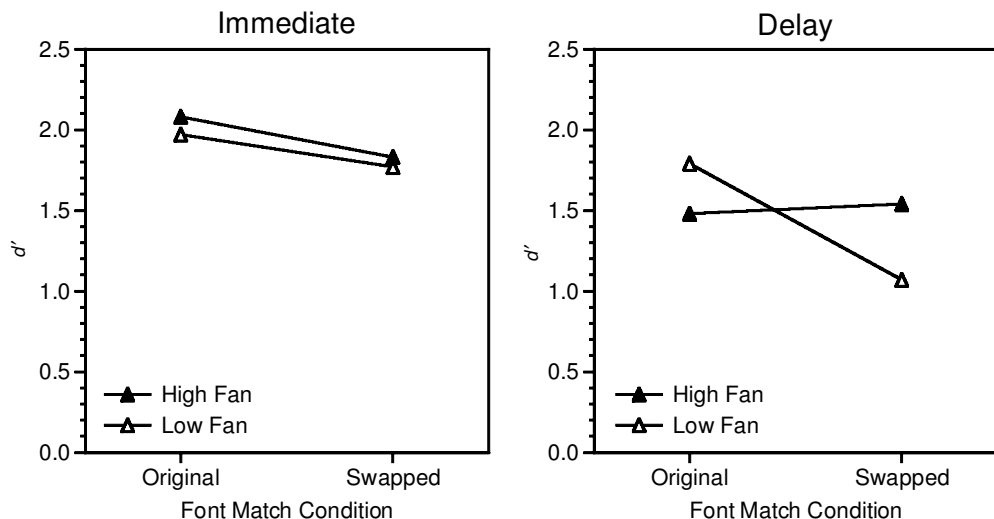 Immediate
2.5
2.0
1.5
1.0
0.5
0.0
d′
High Fan
Low Fan
Original Swapped
Font Match Condition
Delay
2.5
2.0
1.5
1.0
0.5
0.0
d′
High Fan
Low Fan
Original Swapped
Font Match Condition